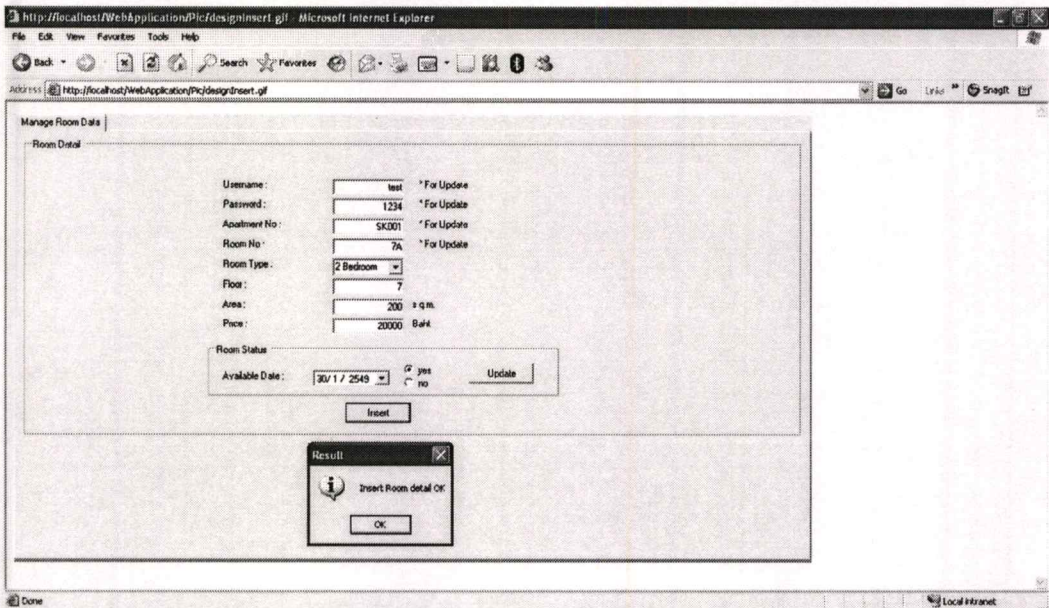 http://localhost/WebApplication/Pic/designInsert.gif - Microsoft Internet Explorer
File Edit View Favorites Tools Help
Back Search Favorites
Address http://localhost/WebApplication/Pic/designInsert.gif Go Links » SnagIt
Manage Room Data
Room Detail
Username : test * For Update
Password : 1234 * For Update
Apartment No : SK001 * For Update
Room No : 7A * For Update
Room Type : 2 Bedroom
Floor : 7
Area : 200 s q.m.
Price : 20000 Baht
Room Status
Available Date : 30/ 1 / 2549 yes no Update
Insert
Result
Insert Room detail OK
OK
Done Local intranet